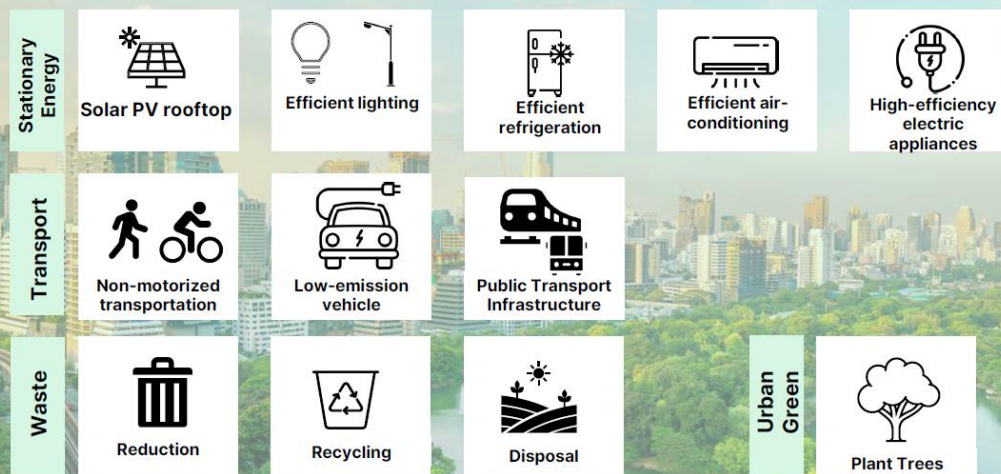 Stationary
Energy
Solar PV rooftop
Efficient lighting
Efficient
refrigeration
Efficient air-
conditioning
High-efficiency
electric
appliances
Transport
Non-motorized
transportation
Low-emission
vehicle
Public Transport
Infrastructure
Waste
Reduction
Recycling
Disposal
Urban
Green
Plant Trees